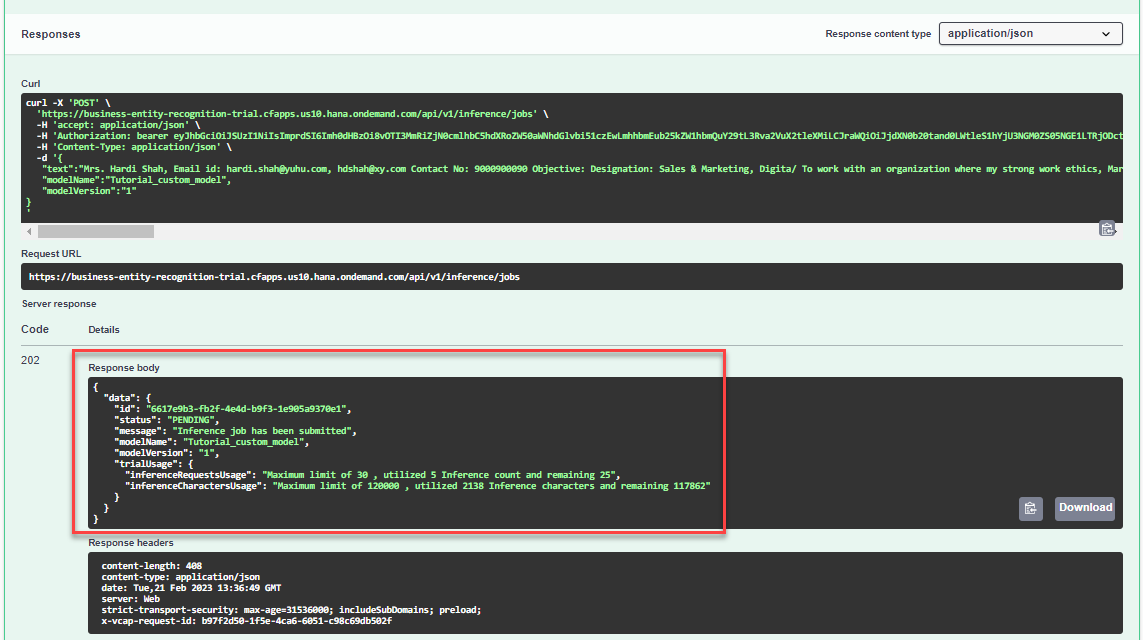 Responses
Response content type
application/json
Curl
curl -X 'POST' \
'https://business-entity-recognition-trial.cfapps.us10.hana.ondemand.com/api/v1/inference/jobs' \
-H 'accept: application/json' \
-H 'Authorization: bearer
-H 'Content-Type: application/json' \
-d '{
"text":"Mrs. Hardi Shah, Email id: hardi.shah@yuhu.com, hdshah@xy.com Contact No: 9000900090 Objective: Designation: Sales & Marketing, Digita/ To work with an organization where my strong work ethics, Mar
"modelName":"Tutorial_custom_model",
"modelVersion":"1"
}
'
Request URL
https://business-entity-recognition-trial.cfapps.us10.hana.ondemand.com/api/v1/inference/jobs
Server response
Code
Details
202
Response body
{
"data": {
"id": "6617e9b3-fb2f-4e4d-b9f3-1e905a9370e1",
"status": "PENDING",
"message": "Inference job has been submitted",
"modelName": "Tutorial_custom_model",
"modelVersion": "1",
"trialUsage": {
"inferenceRequestsUsage": "Maximum limit of 30 , utilized 5 Inference count and remaining 25",
"inferenceCharactersUsage": "Maximum limit of 120000 , utilized 2138 Inference characters and remaining 117862"
}
}
}
Download
Response headers
content-length: 408
content-type: application/json
date: Tue,21 Feb 2023 13:36:49 GMT
server: Web
strict-transport-security: max-age=31536000; includeSubDomains; preload;
x-vcap-request-id: b97f2d50-1f5e-4ca6-6051-c98c69db502f